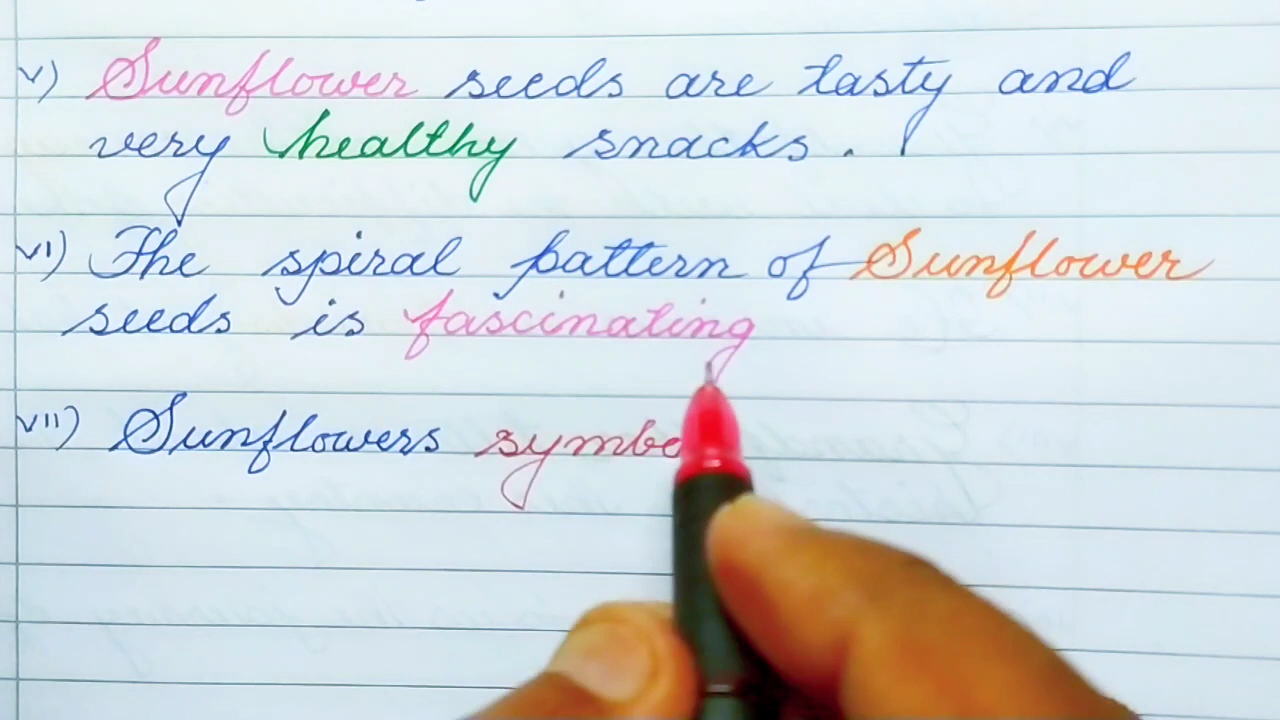 v) Sunflower seeds are tasty and
very healthy snacks.
vi) The spiral pattern of Sunflower
seeds is fascinating
vii) Sunflowers symbo